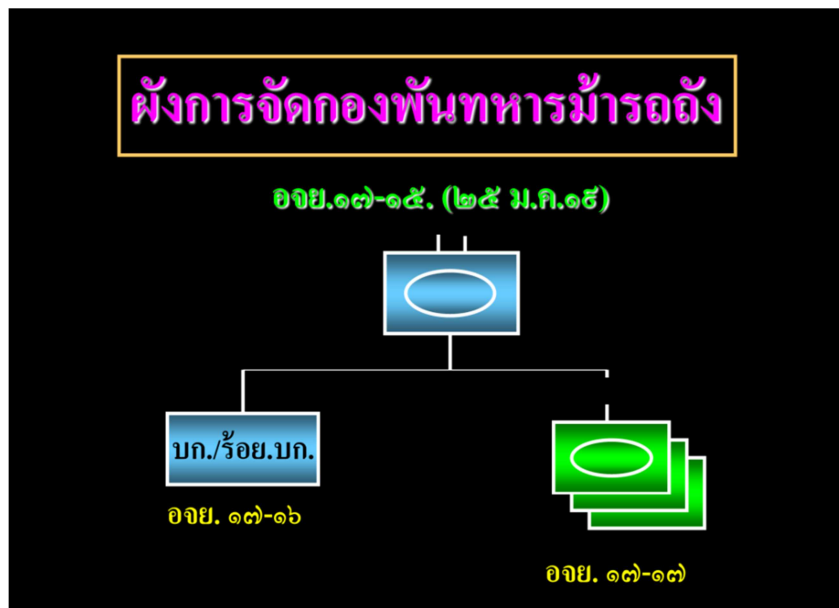 ผังการจัดกองพันทหารม้ารถถัง
อจย.๑๗-๑๕. (๒๕ ม.ค.๑๙)
บก./ร้อย.บก.
อจย. ๑๗-๑๖
อจย. ๑๗-๑๗